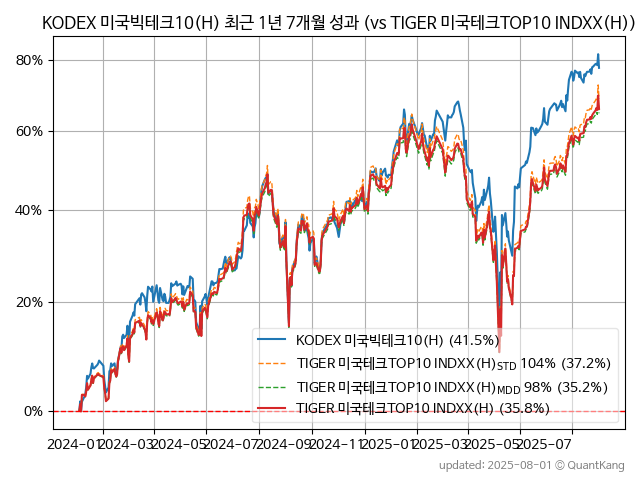 KODEX 미국빅테크10(H) 최근 1년 7개월 성과 (vs TIGER 미국테크TOP10 INDXX(H))
80%
60%
40%
20%
0%
KODEX 미국빅테크10(H) (41.5%)
TIGER 미국테크TOP10 INDXX(H)STD 104% (37.2%)
TIGER 미국테크TOP10 INDXX(H)MDD 98% (35.2%)
TIGER 미국테크TOP10 INDXX(H) (35.8%)
2024-01 2024-03 2024-05 2024-07 2024-09 2024-11 2025-01 2025-03 2025-05 2025-07
updated: 2025-08-01 © QuantKang